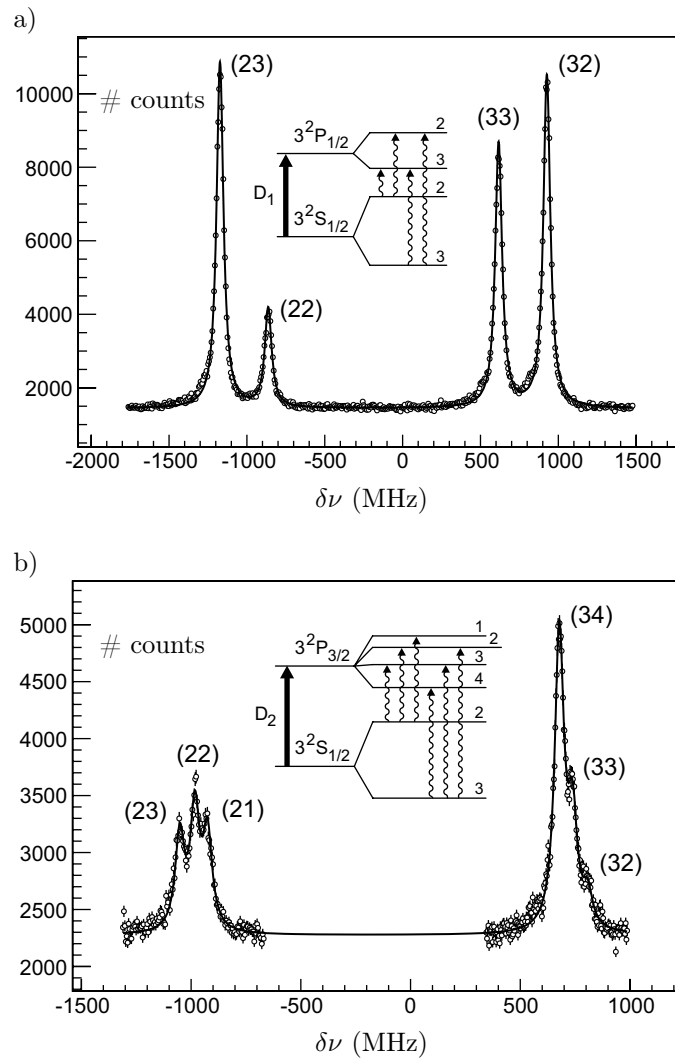 a)
# counts
(23)
(22)
(33)
(32)
3²P₁/₂
D₁
3²S₁/₂
2
3
2
3
10000
8000
6000
4000
2000
-2000 -1500 -1000 -500 0 500 1000 1500
δν (MHz)
b)
# counts
(23)
(22)
(21)
(34)
(33)
(32)
3²P₃/₂
D₂
3²S₁/₂
1
2
3
4
2
3
5000
4500
4000
3500
3000
2500
2000
-1500 -1000 -500 0 500 1000
δν (MHz)